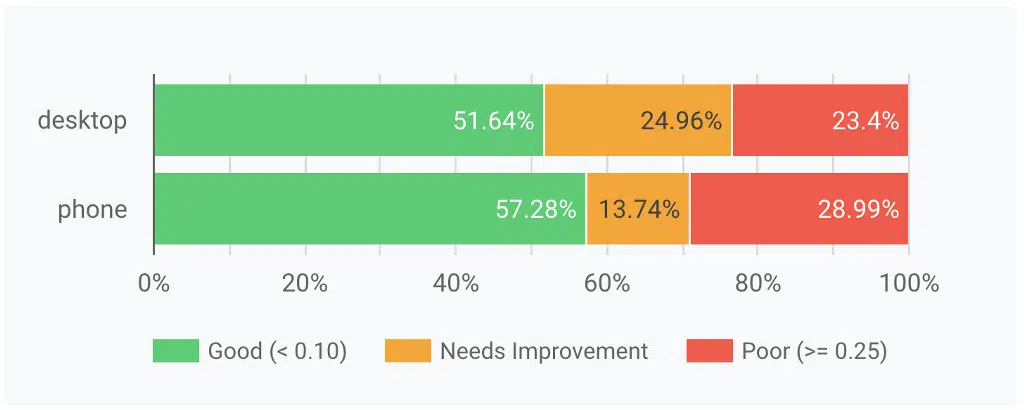 desktop 51.64% 24.96% 23.4%
phone 57.28% 13.74% 28.99%
0% 20% 40% 60% 80% 100%
Good (< 0.10) Needs Improvement Poor (>= 0.25)